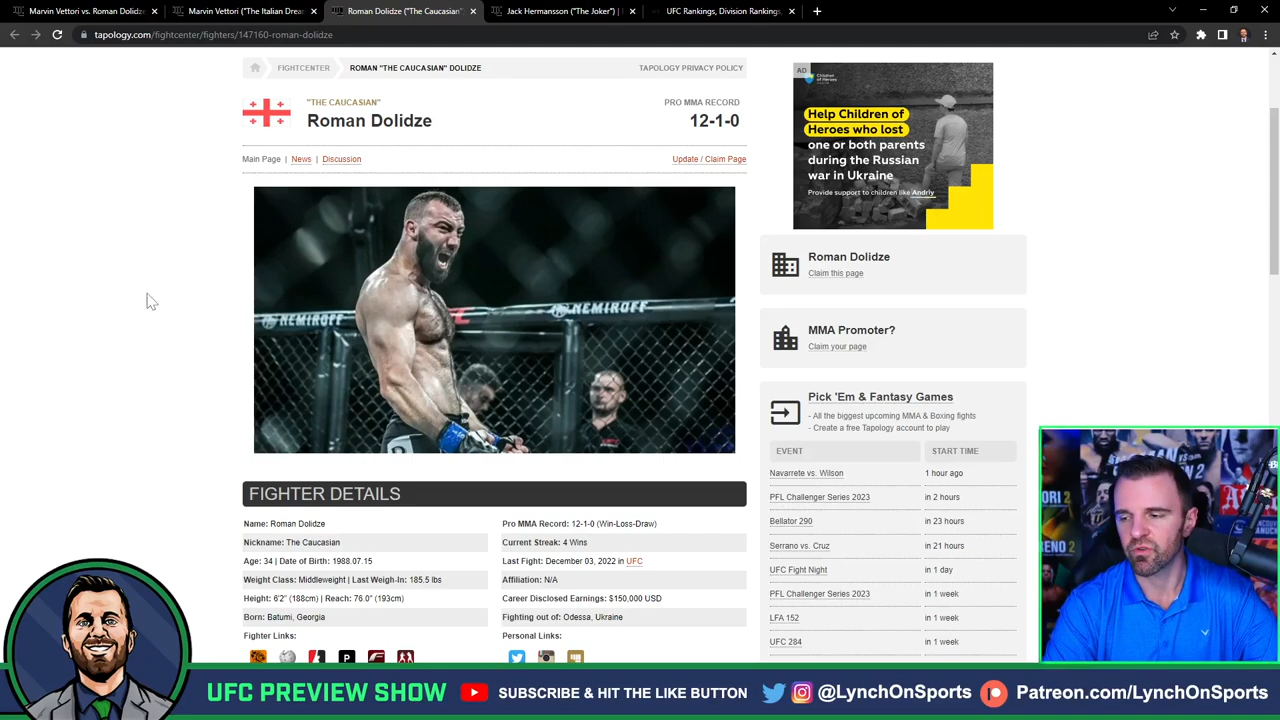 Marvin Vettori vs. Roman Dolidz
Marvin Vettori ("The Italian Drea
Roman Dolidze ("The Caucasian"
Jack Hermansson ("The Joker") |
UFC Rankings, Division Rankings,
tapology.com/fightcenter/fighters/147160-roman-dolidze
FIGHTCENTER
ROMAN "THE CAUCASIAN" DOLIDZE
TAPOLOGY PRIVACY POLICY
"THE CAUCASIAN"
Roman Dolidze
PRO MMA RECORD
12-1-0
Main Page | News | Discussion
Update / Claim Page
NEMIROFF
NEMIROFF
AD
Children of
Heroes
Help Children of
Heroes who lost
one or both parents
during the Russian
war in Ukraine
Provide support to children like Andriy
Roman Dolidze
Claim this page
MMA Promoter?
Claim your page
Pick 'Em & Fantasy Games
- All the biggest upcoming MMA & Boxing fights
- Create a free Tapology account to play
EVENT START TIME
Navarrete vs. Wilson 1 hour ago
PFL Challenger Series 2023 in 2 hours
Bellator 290 in 23 hours
Serrano vs. Cruz in 21 hours
UFC Fight Night in 1 day
PFL Challenger Series 2023 in 1 week
LFA 152 in 1 week
UFC 284 in 1 week
FIGHTER DETAILS
Name: Roman Dolidze
Nickname: The Caucasian
Age: 34 | Date of Birth: 1988.07.15
Weight Class: Middleweight | Last Weigh-In: 185.5 lbs
Height: 6'2" (188cm) | Reach: 76.0" (193cm)
Born: Batumi, Georgia
Fighter Links:
Pro MMA Record: 12-1-0 (Win-Loss-Draw)
Current Streak: 4 Wins
Last Fight: December 03, 2022 in UFC
Affiliation: N/A
Career Disclosed Earnings: $150,000 USD
Fighting out of: Odessa, Ukraine
Personal Links:
UFC PREVIEW SHOW
SUBSCRIBE & HIT THE LIKE BUTTON
@LynchOnSports
Patreon.com/LynchOnSports